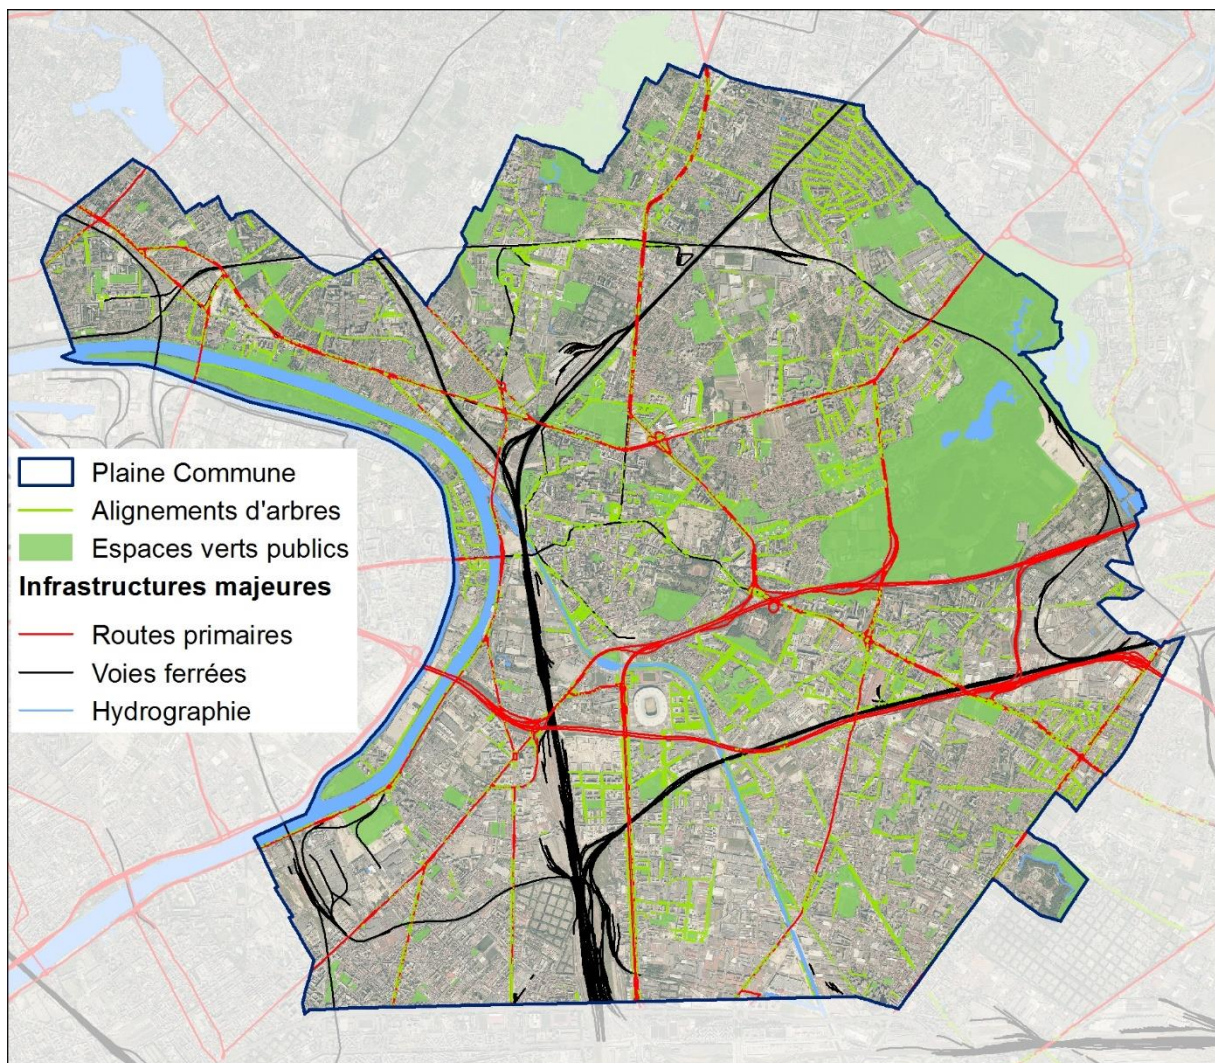 Plaine Commune
Alignements d'arbres
Espaces verts publics
Infrastructures majeures
Routes primaires
Voies ferrées
Hydrographie